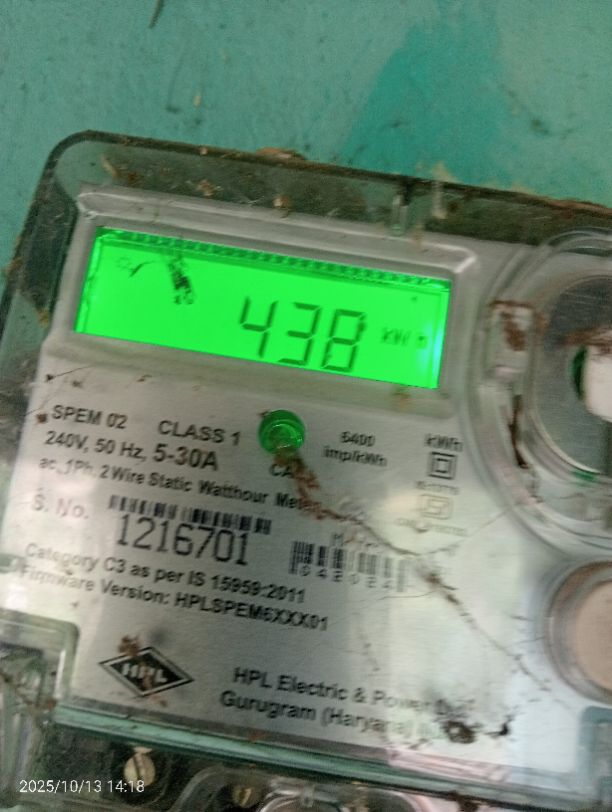 438 kWh
SPEM 02 CLASS 1 6400 imp/kWh kWh
240V, 50 Hz, 5-30A
ac, 1Ph, 2 Wire Static Watthour Meter
S. No. 1216701
Category C3 as per IS 15959:2011
Firmware Version: HPLSPEM6XXX01
HPL
HPL Electric & Power
Gurugram (Haryana)
2025/10/13 14:18